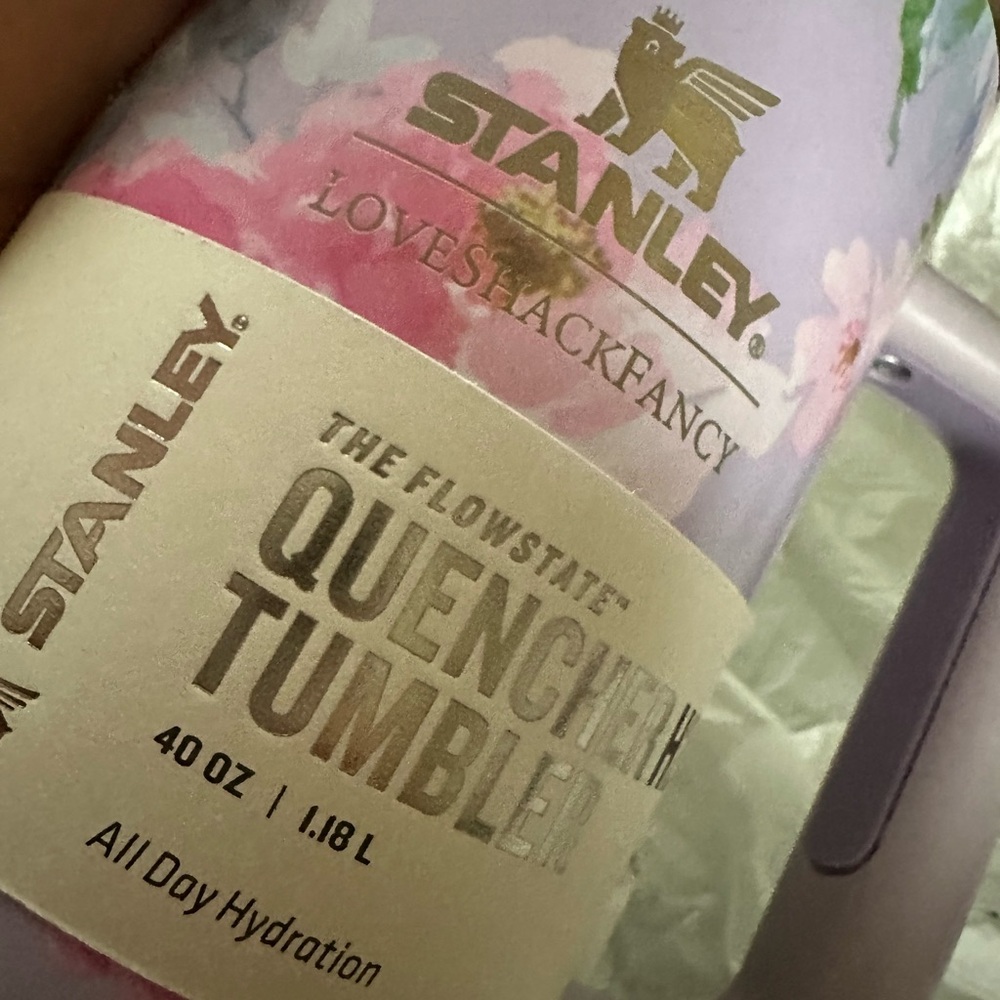 STANLEY®
LOVESHACKFANCY
STANLEY®
THE FLOWSTATE™
QUENCHER H
TUMBLER
40 OZ | 1.18 L
All Day Hydration